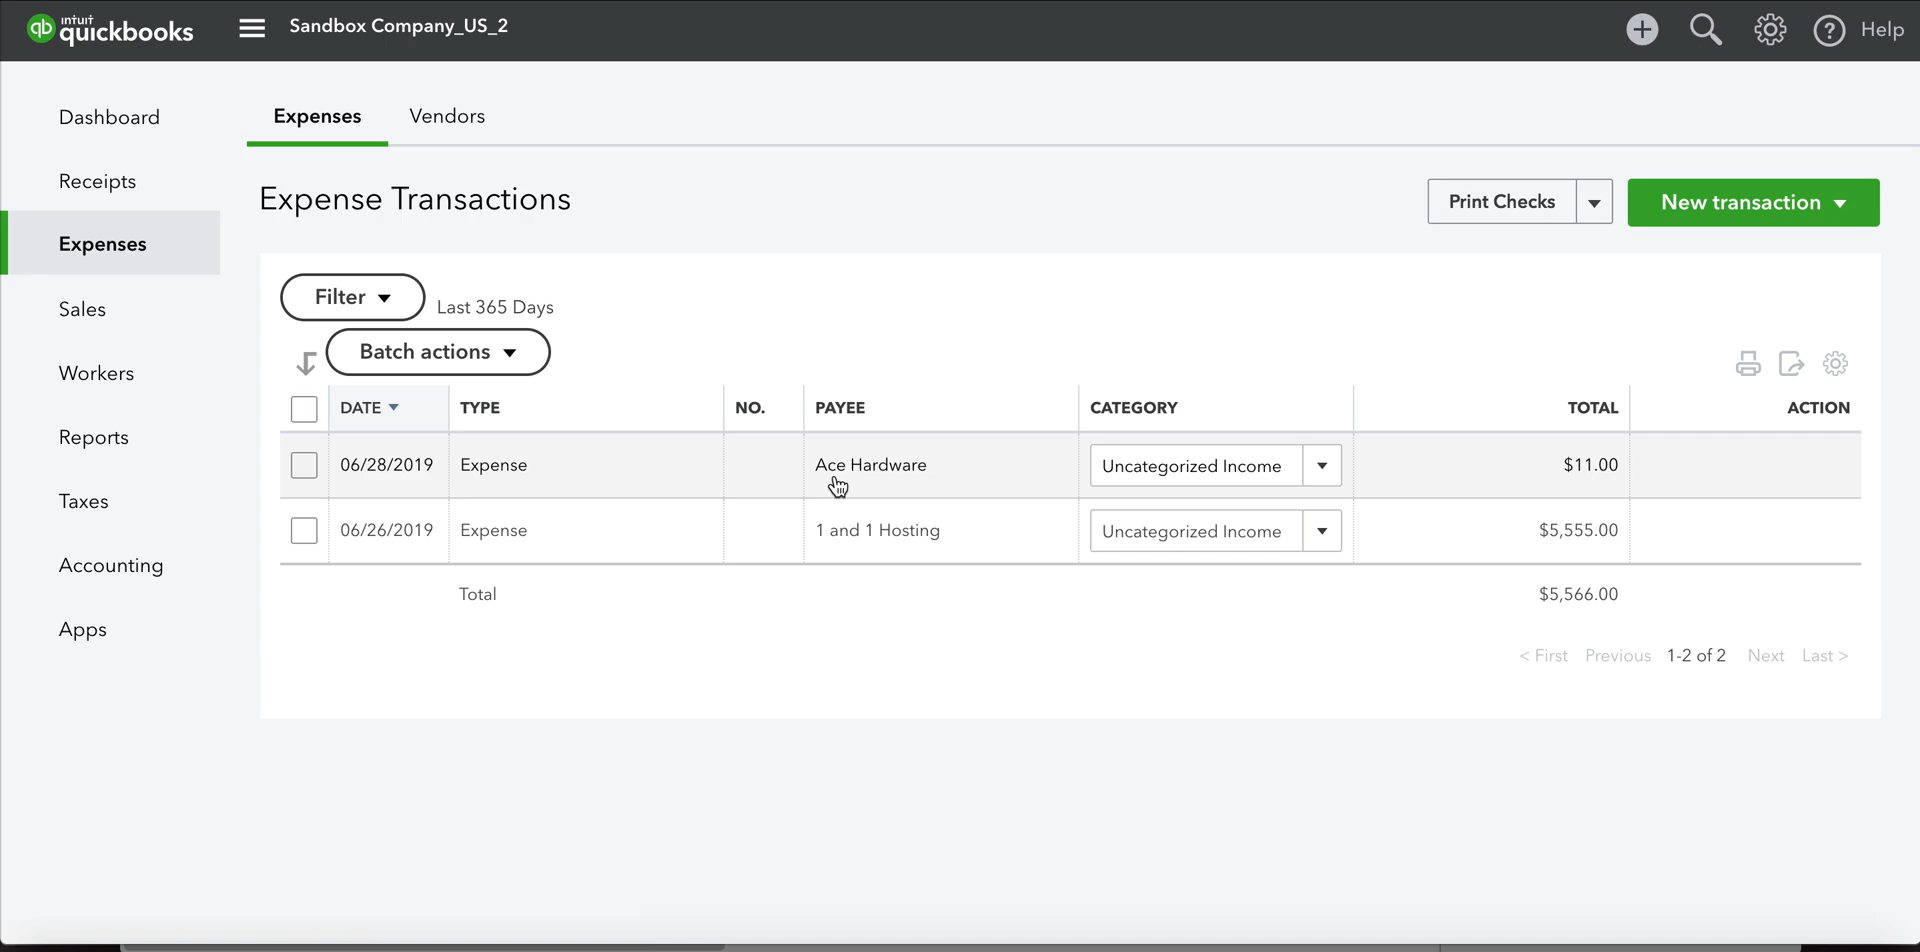 intuit
quickbooks
Sandbox Company_US_2
Help
Dashboard
Receipts
Expenses
Sales
Workers
Reports
Taxes
Accounting
Apps
Expenses Vendors
Expense Transactions
Print Checks
New transaction
Filter
Last 365 Days
Batch actions
DATE TYPE NO. PAYEE CATEGORY TOTAL ACTION
06/28/2019 Expense Ace Hardware Uncategorized Income $11.00
06/26/2019 Expense 1 and 1 Hosting Uncategorized Income $5,555.00
Total $5,566.00
< First Previous 1-2 of 2 Next Last >